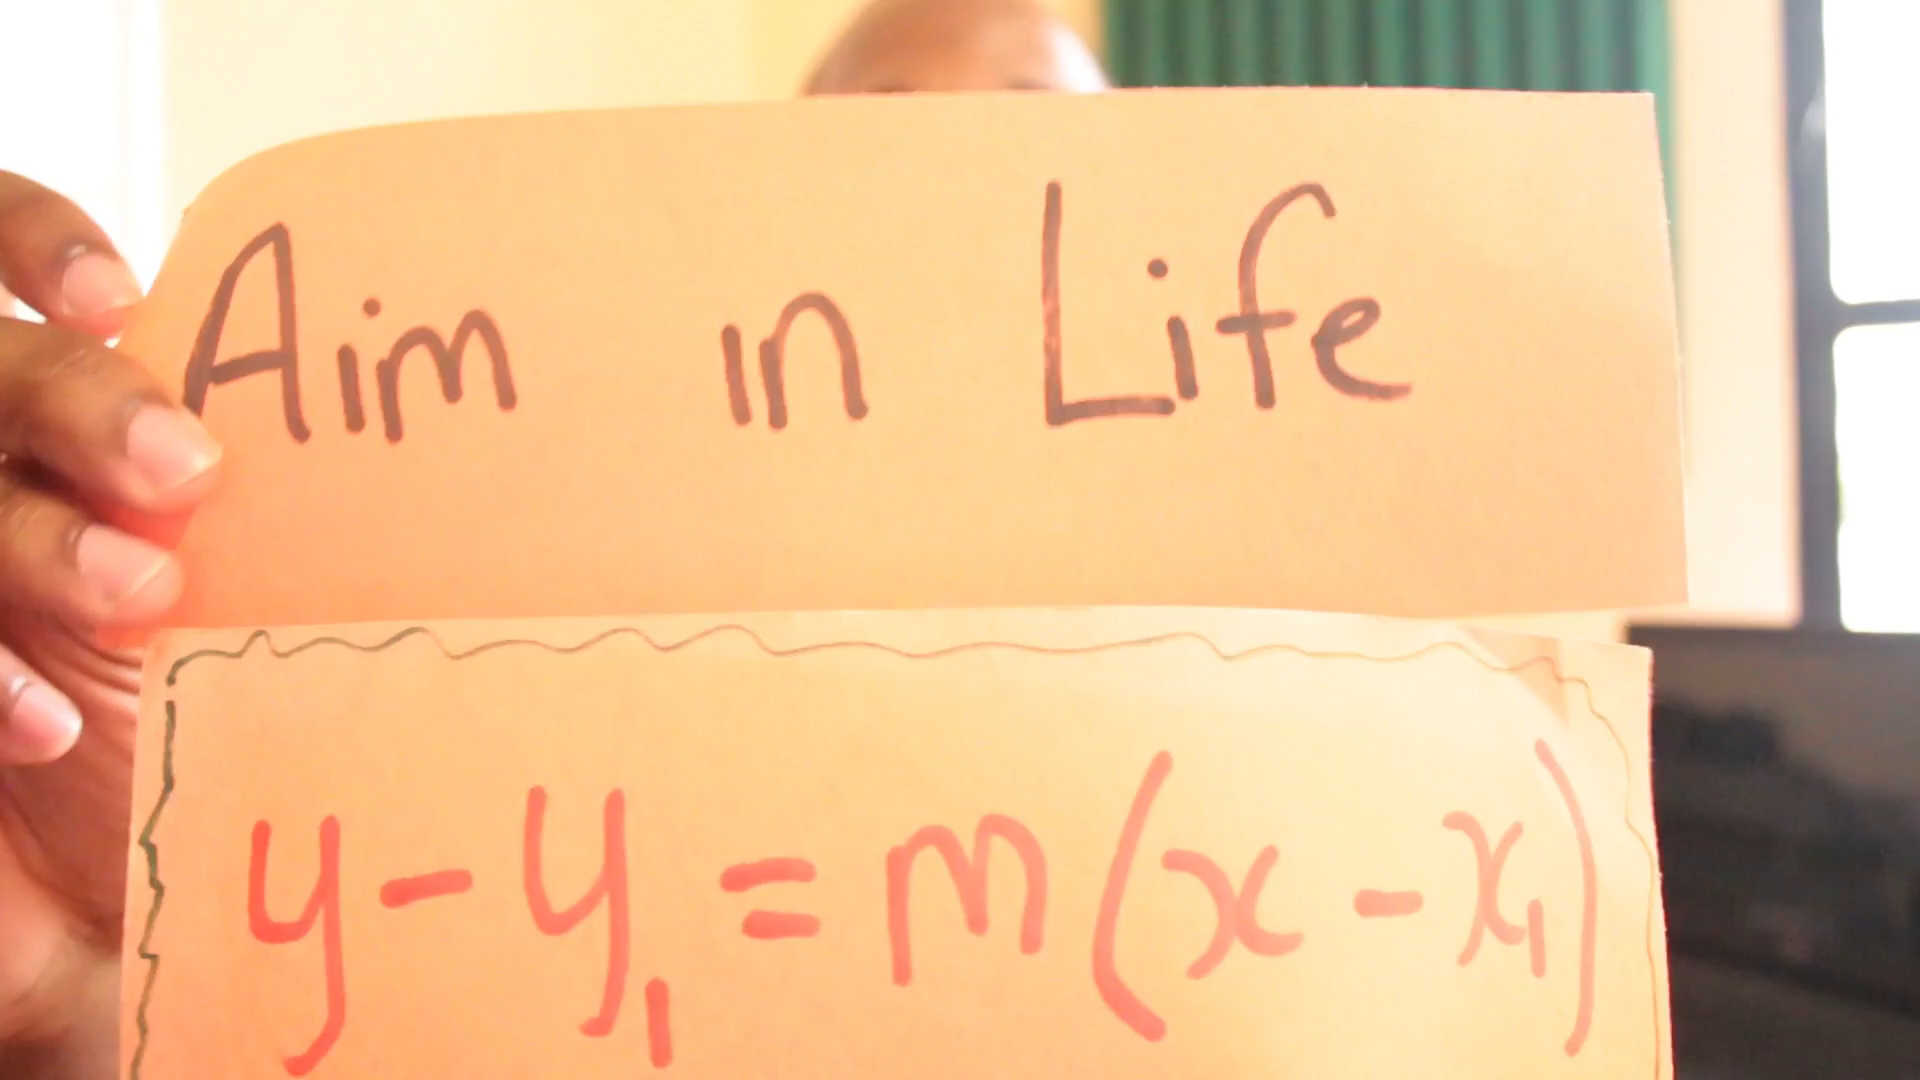 Aim in Life
y - y₁ = m(x - x₁)